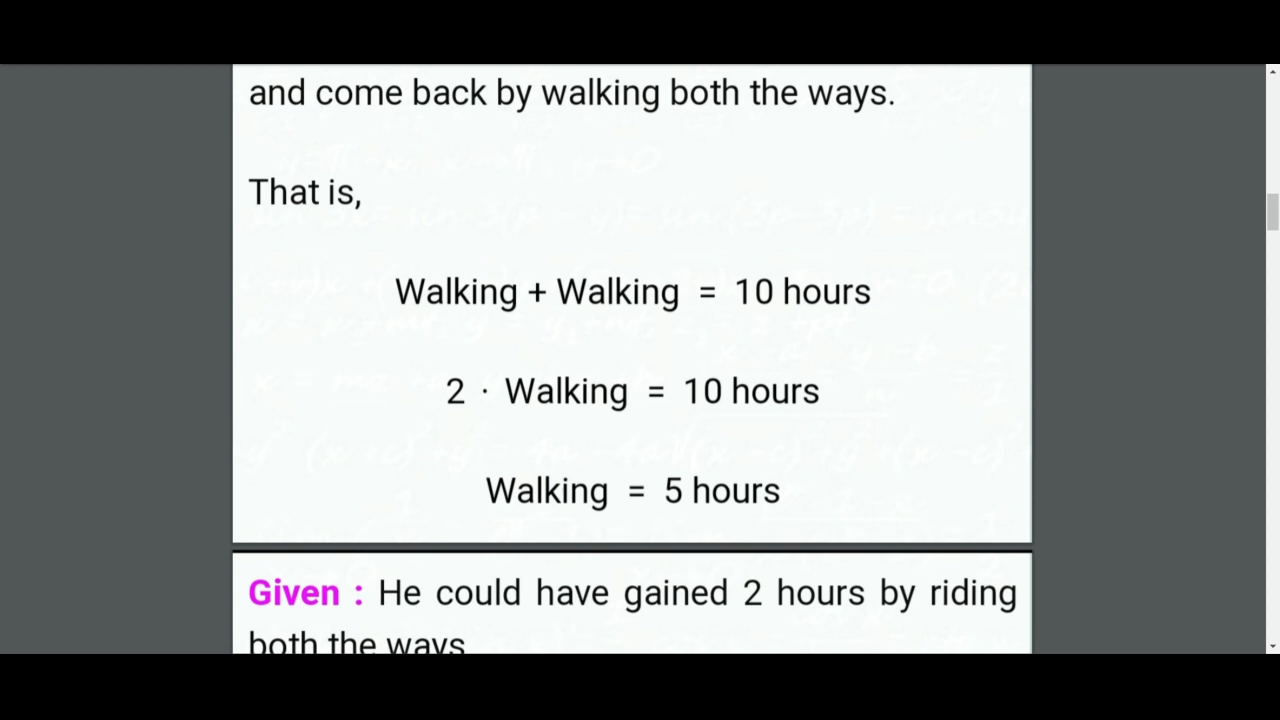 and come back by walking both the ways.
That is,
Walking + Walking = 10 hours
2 · Walking = 10 hours
Walking = 5 hours
Given : He could have gained 2 hours by riding
both the ways